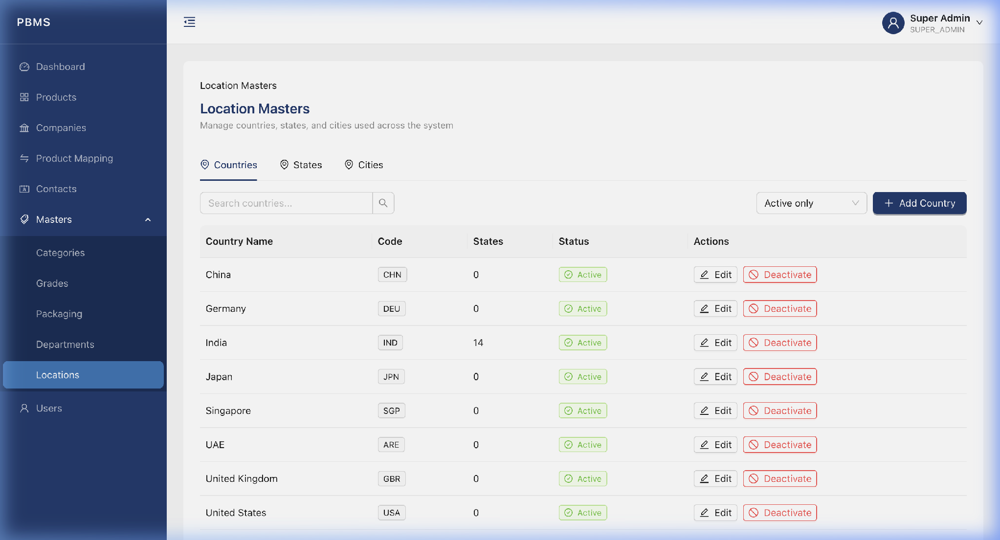 PBMS
Super Admin
SUPER_ADMIN
Dashboard
Products
Companies
Product Mapping
Contacts
Masters
Categories
Grades
Packaging
Departments
Locations
Users
Location Masters
Location Masters
Manage countries, states, and cities used across the system
Countries States Cities
Search countries... Active only + Add Country
Country Name Code States Status Actions
China CHN 0 Active Edit Deactivate
Germany DEU 0 Active Edit Deactivate
India IND 14 Active Edit Deactivate
Japan JPN 0 Active Edit Deactivate
Singapore SGP 0 Active Edit Deactivate
UAE ARE 0 Active Edit Deactivate
United Kingdom GBR 0 Active Edit Deactivate
United States USA 0 Active Edit Deactivate